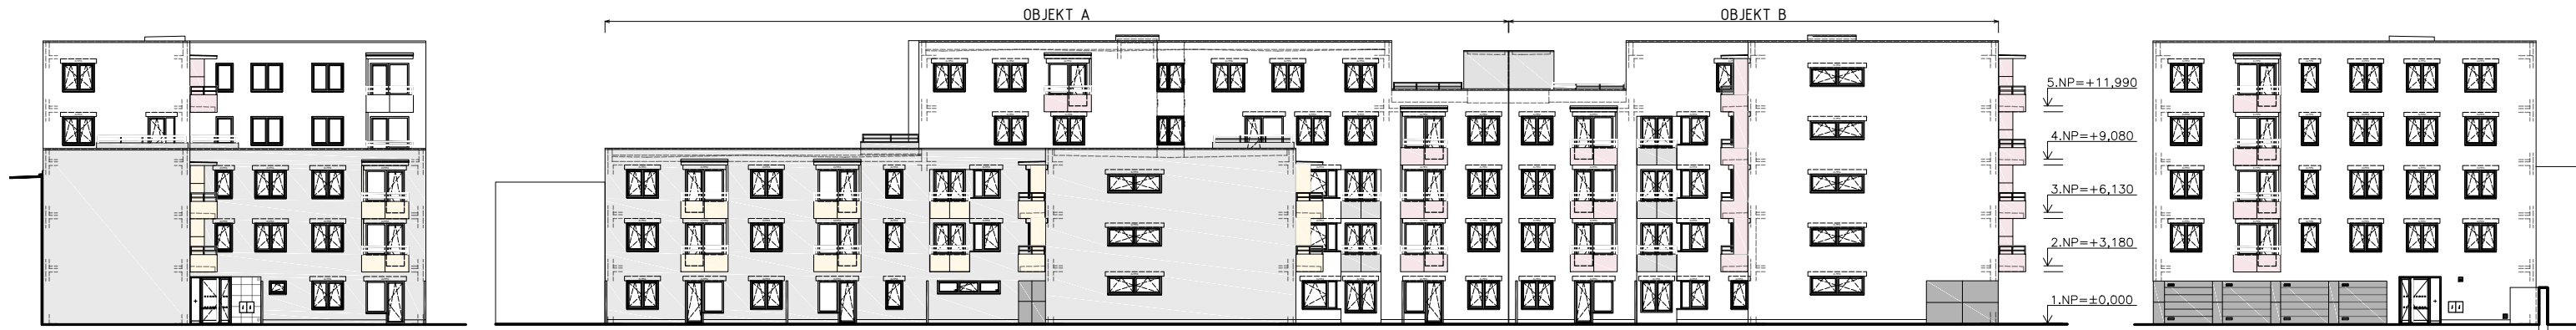 OBJEKT A
OBJEKT B
5.NP=+11,990
4.NP=+9,080
3.NP=+6,130
2.NP=+3,180
1.NP=±0,000